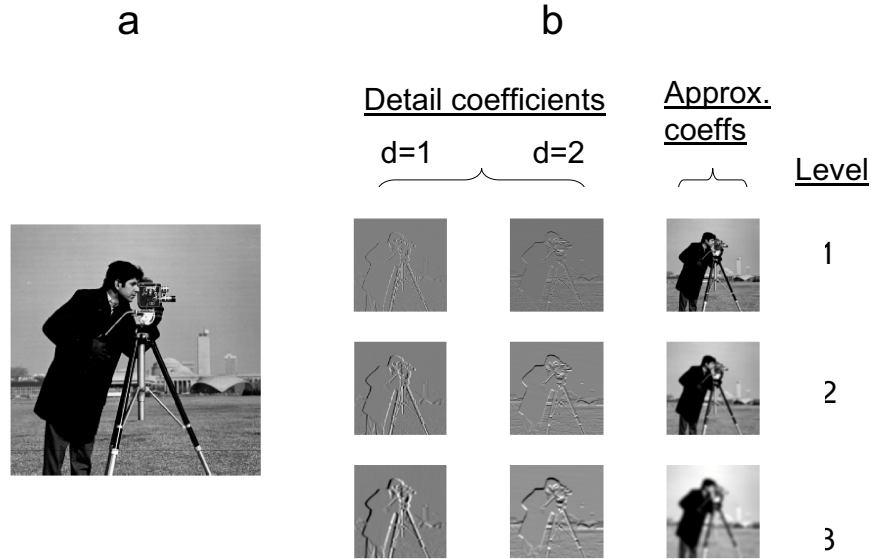 a
b
Detail coefficients
Approx.
coeffs
d=1
d=2
Level
1
2
3